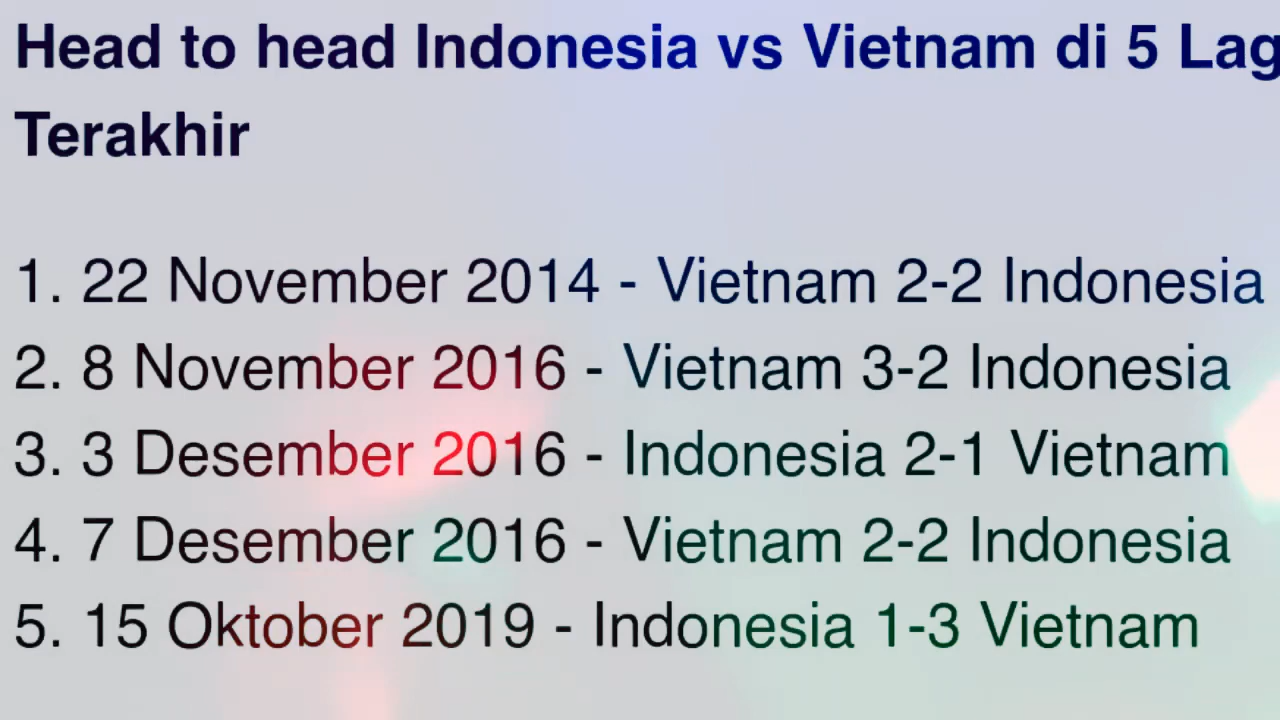 Head to head Indonesia vs Vietnam di 5 Lag
Terakhir
1. 22 November 2014 - Vietnam 2-2 Indonesia
2. 8 November 2016 - Vietnam 3-2 Indonesia
3. 3 Desember 2016 - Indonesia 2-1 Vietnam
4. 7 Desember 2016 - Vietnam 2-2 Indonesia
5. 15 Oktober 2019 - Indonesia 1-3 Vietnam